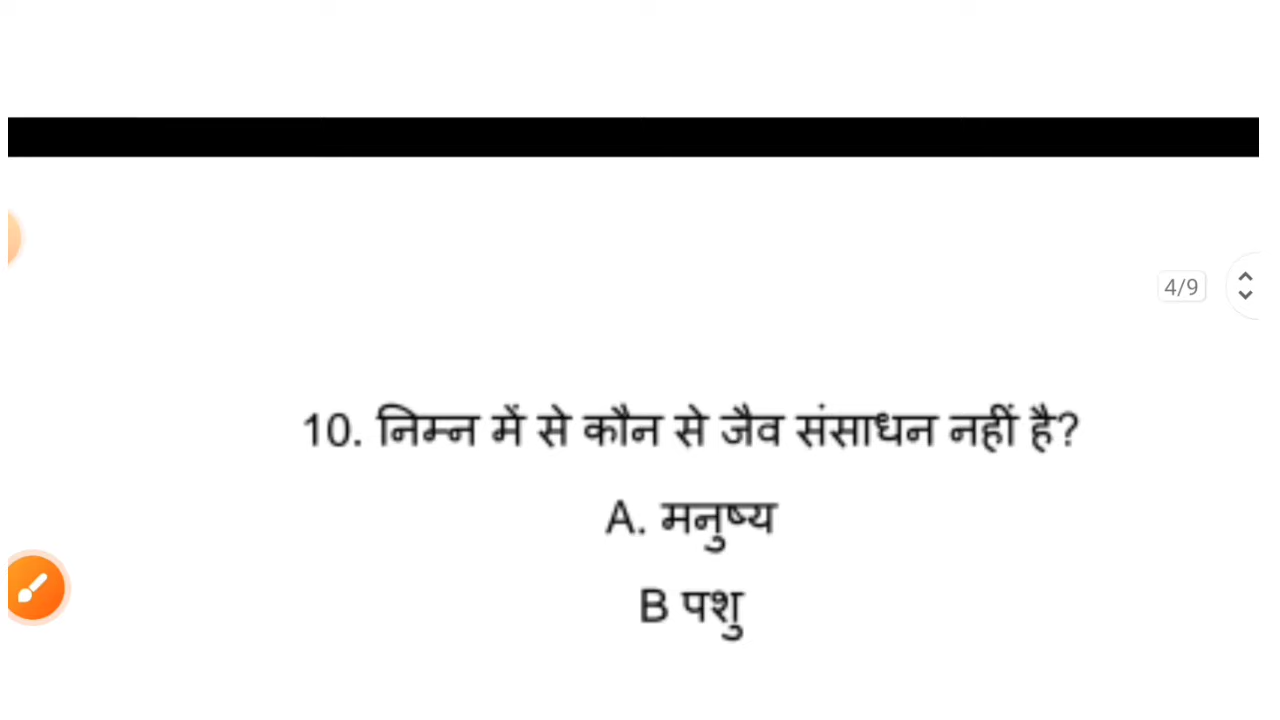 4/9
10. निम्न में से कौन से जैव संसाधन नहीं है?
A. मनुष्य
B पशु